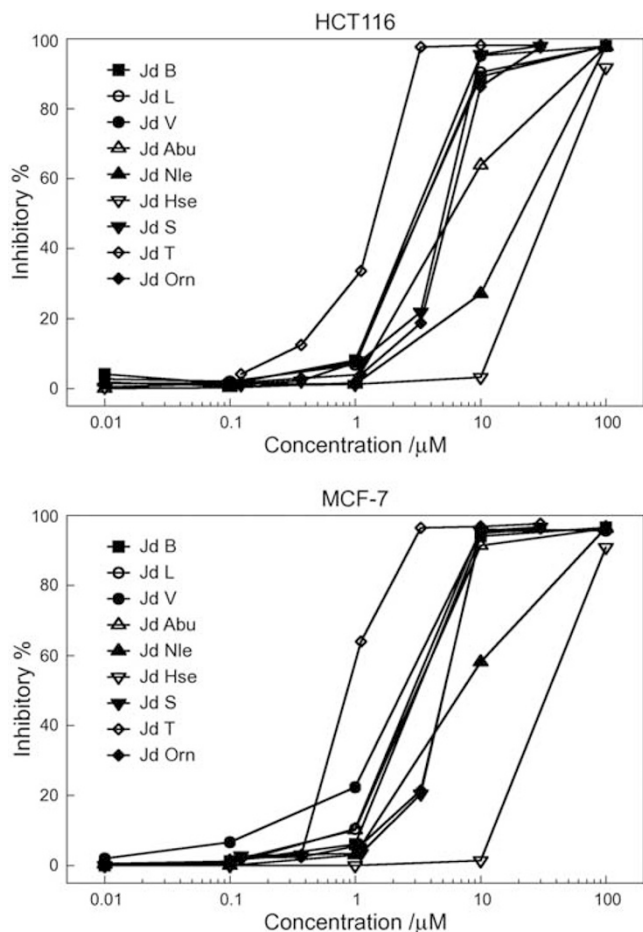 HCT116
100
80
60
40
20
0
Inhibitory %
Jd B
Jd L
Jd V
Jd Abu
Jd Nle
Jd Hse
Jd S
Jd T
Jd Orn
0.01 0.1 1 10 100
Concentration /μM
MCF-7
100
80
60
40
20
0
Inhibitory %
Jd B
Jd L
Jd V
Jd Abu
Jd Nle
Jd Hse
Jd S
Jd T
Jd Orn
0.01 0.1 1 10 100
Concentration /μM